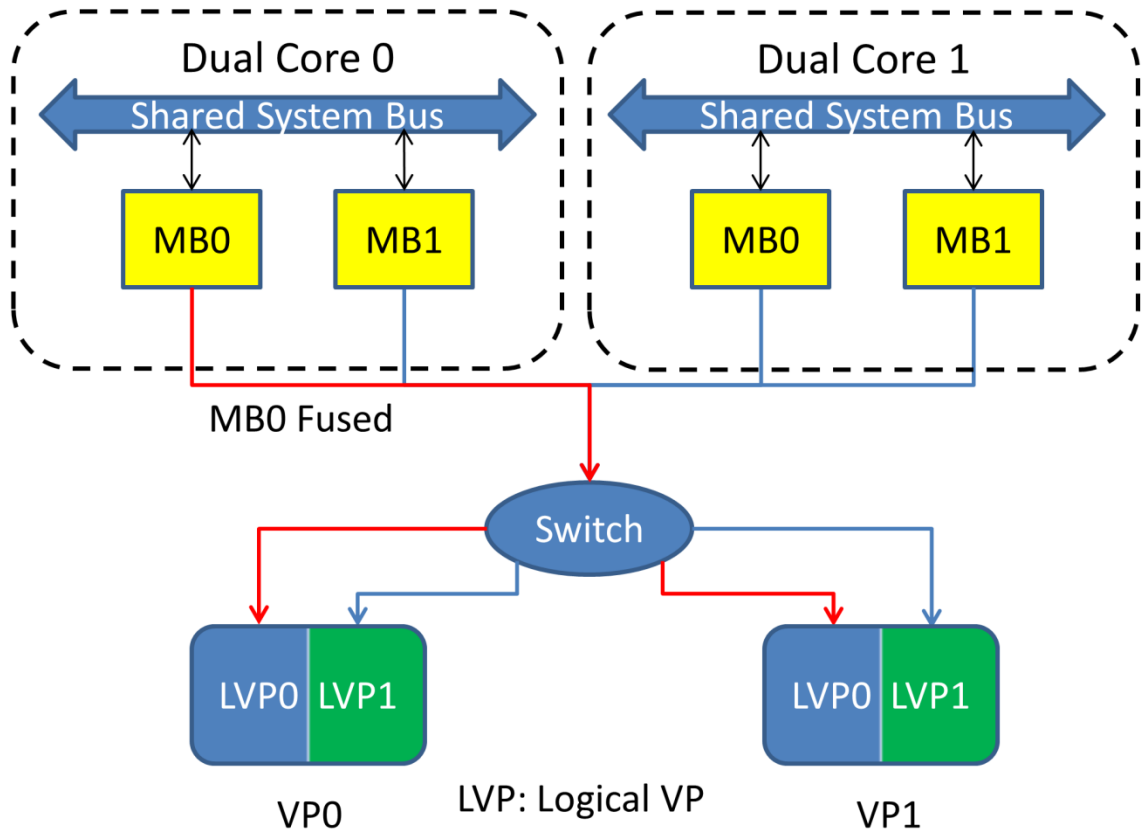 Dual Core 0
Dual Core 1
Shared System Bus
Shared System Bus
MB0
MB1
MB0
MB1
MB0 Fused
Switch
LVP0
LVP1
LVP0
LVP1
VP0
LVP: Logical VP
VP1